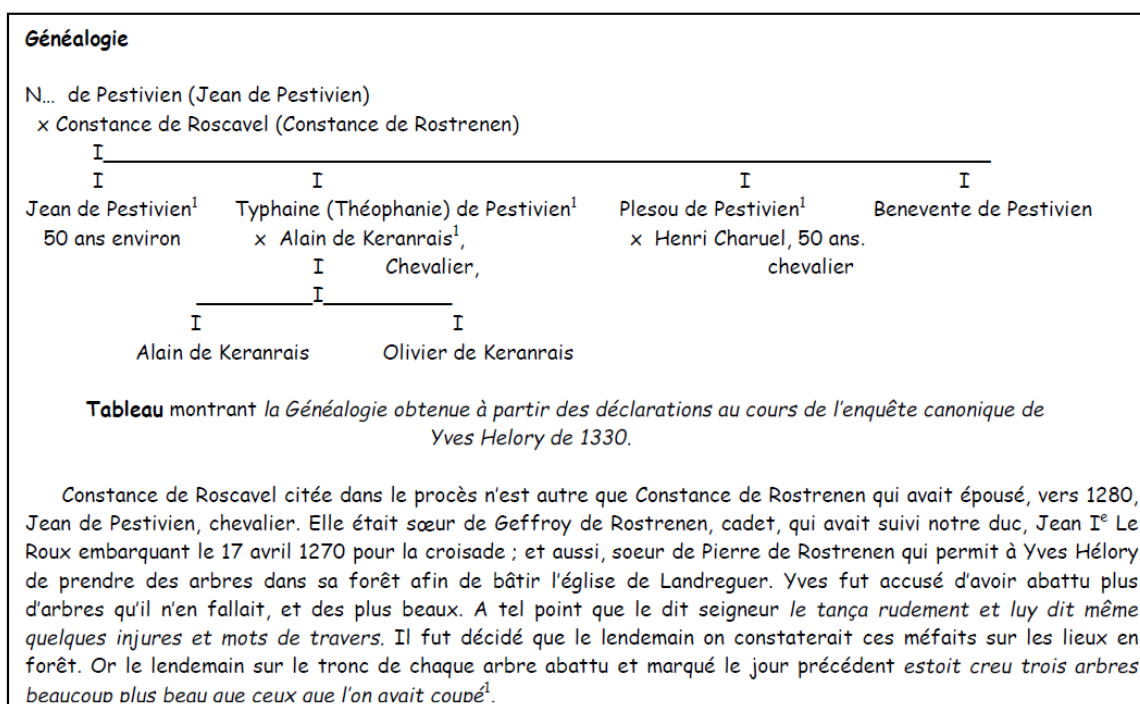 Généalogie
N... de Pestivien (Jean de Pestivien)
x Constance de Roscavel (Constance de Rostrenen)
I
I I I I
Jean de Pestivien¹ Typhaine (Théophanie) de Pestivien¹ Plesou de Pestivien¹ Benevente de Pestivien
50 ans environ x Alain de Keranrais¹, x Henri Charuel, 50 ans.
I Chevalier, chevalier
I
I I
Alain de Keranrais Olivier de Keranrais
Tableau montrant la Généalogie obtenue à partir des déclarations au cours de l'enquête canonique de
Yves Helory de 1330.
Constance de Roscavel citée dans le procès n'est autre que Constance de Rostrenen qui avait épousé, vers 1280,
Jean de Pestivien, chevalier. Elle était sœur de Geffroy de Rostrenen, cadet, qui avait suivi notre duc, Jean Iᵉ Le
Roux embarquant le 17 avril 1270 pour la croisade ; et aussi, soeur de Pierre de Rostrenen qui permit à Yves Hélory
de prendre des arbres dans sa forêt afin de bâtir l'église de Landreguer. Yves fut accusé d'avoir abattu plus
d'arbres qu'il n'en fallait, et des plus beaux. A tel point que le dit seigneur le tança rudement et luy dit même
quelques injures et mots de travers. Il fut décidé que le lendemain on constaterait ces méfaits sur les lieux en
forêt. Or le lendemain sur le tronc de chaque arbre abattu et marqué le jour précédent estoit creu trois arbres
beaucoup plus beau que ceux que l'on avait coupé¹.